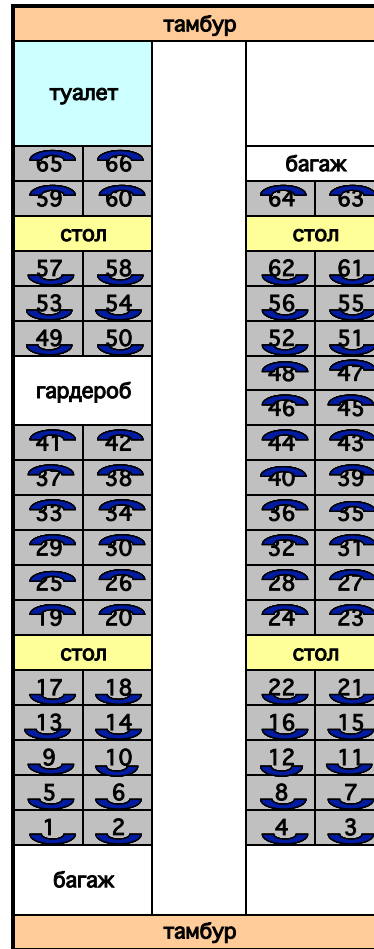 тамбур
туалет
65 66 багаж
59 60 64 63
стол стол
57 58 62 61
53 54 56 55
49 50 52 51
гардероб 48 47
46 45
41 42 44 43
37 38 40 39
33 34 36 35
29 30 32 31
25 26 28 27
19 20 24 23
стол стол
17 18 22 21
13 14 16 15
9 10 12 11
5 6 8 7
1 2 4 3
багаж
тамбур